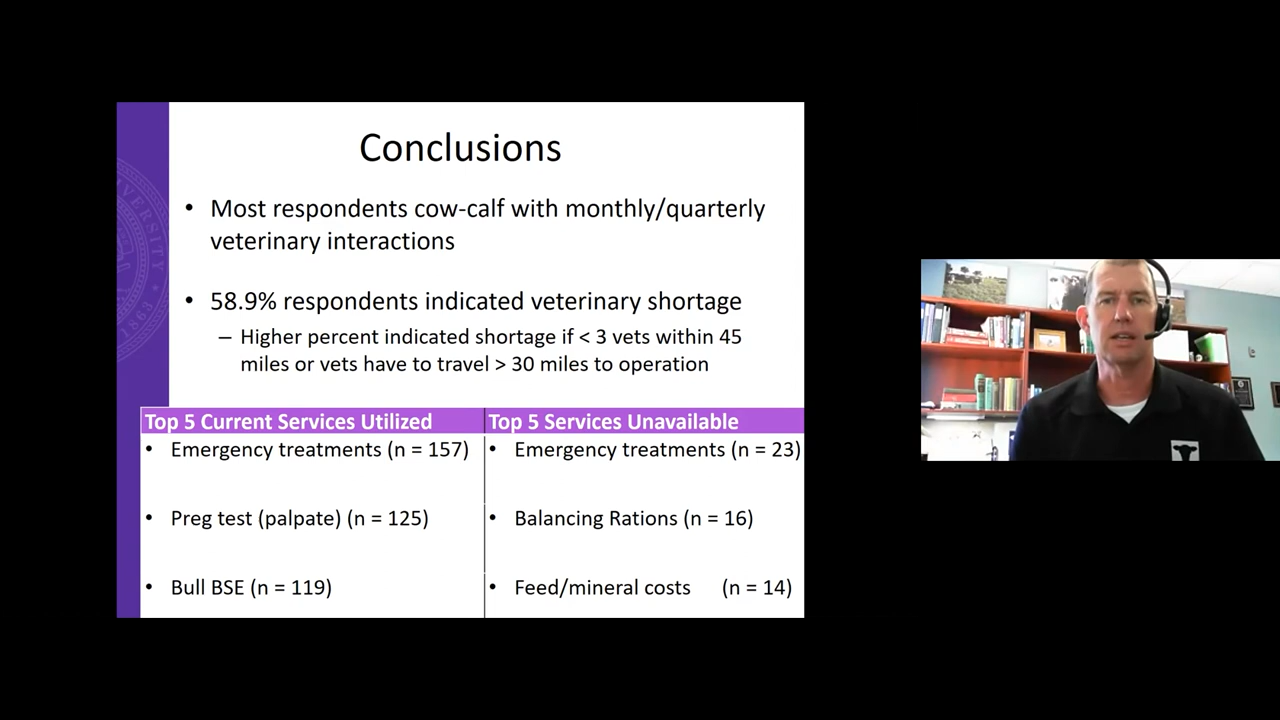 Conclusions
• Most respondents cow-calf with monthly/quarterly
veterinary interactions
• 58.9% respondents indicated veterinary shortage
– Higher percent indicated shortage if < 3 vets within 45
miles or vets have to travel > 30 miles to operation
Top 5 Current Services Utilized
Top 5 Services Unavailable
• Emergency treatments (n = 157)
• Emergency treatments (n = 23)
• Preg test (palpate) (n = 125)
• Balancing Rations (n = 16)
• Bull BSE (n = 119)
• Feed/mineral costs (n = 14)
VERSITY
1863